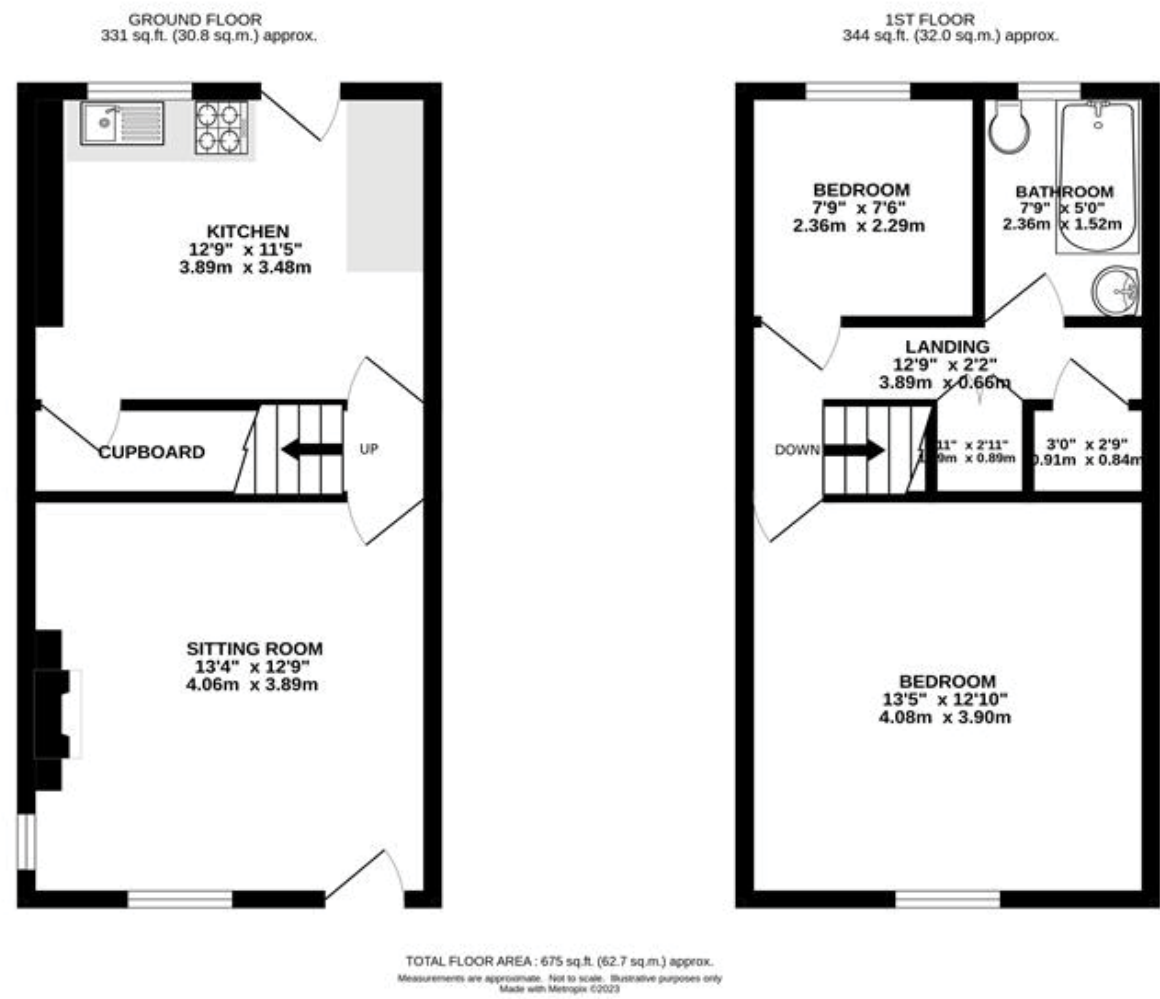 GROUND FLOOR
331 sq.ft. (30.8 sq.m.) approx.
KITCHEN
12'9" x 11'5"
3.89m x 3.48m
CUPBOARD
UP
SITTING ROOM
13'4" x 12'9"
4.06m x 3.89m
1ST FLOOR
344 sq.ft. (32.0 sq.m.) approx.
BEDROOM
7'9" x 7'6"
2.36m x 2.29m
BATHROOM
7'9" x 5'0"
2.36m x 1.52m
LANDING
12'9" x 2'2"
3.89m x 0.66m
DOWN
11" x 2'11"
9m x 0.89m
3'0" x 2'9"
0.91m x 0.84m
BEDROOM
13'5" x 12'10"
4.08m x 3.90m
TOTAL FLOOR AREA : 675 sq.ft. (62.7 sq.m.) approx.
Measurements are approximate. Not to scale. Illustrative purposes only
Made with Metropix ©2023